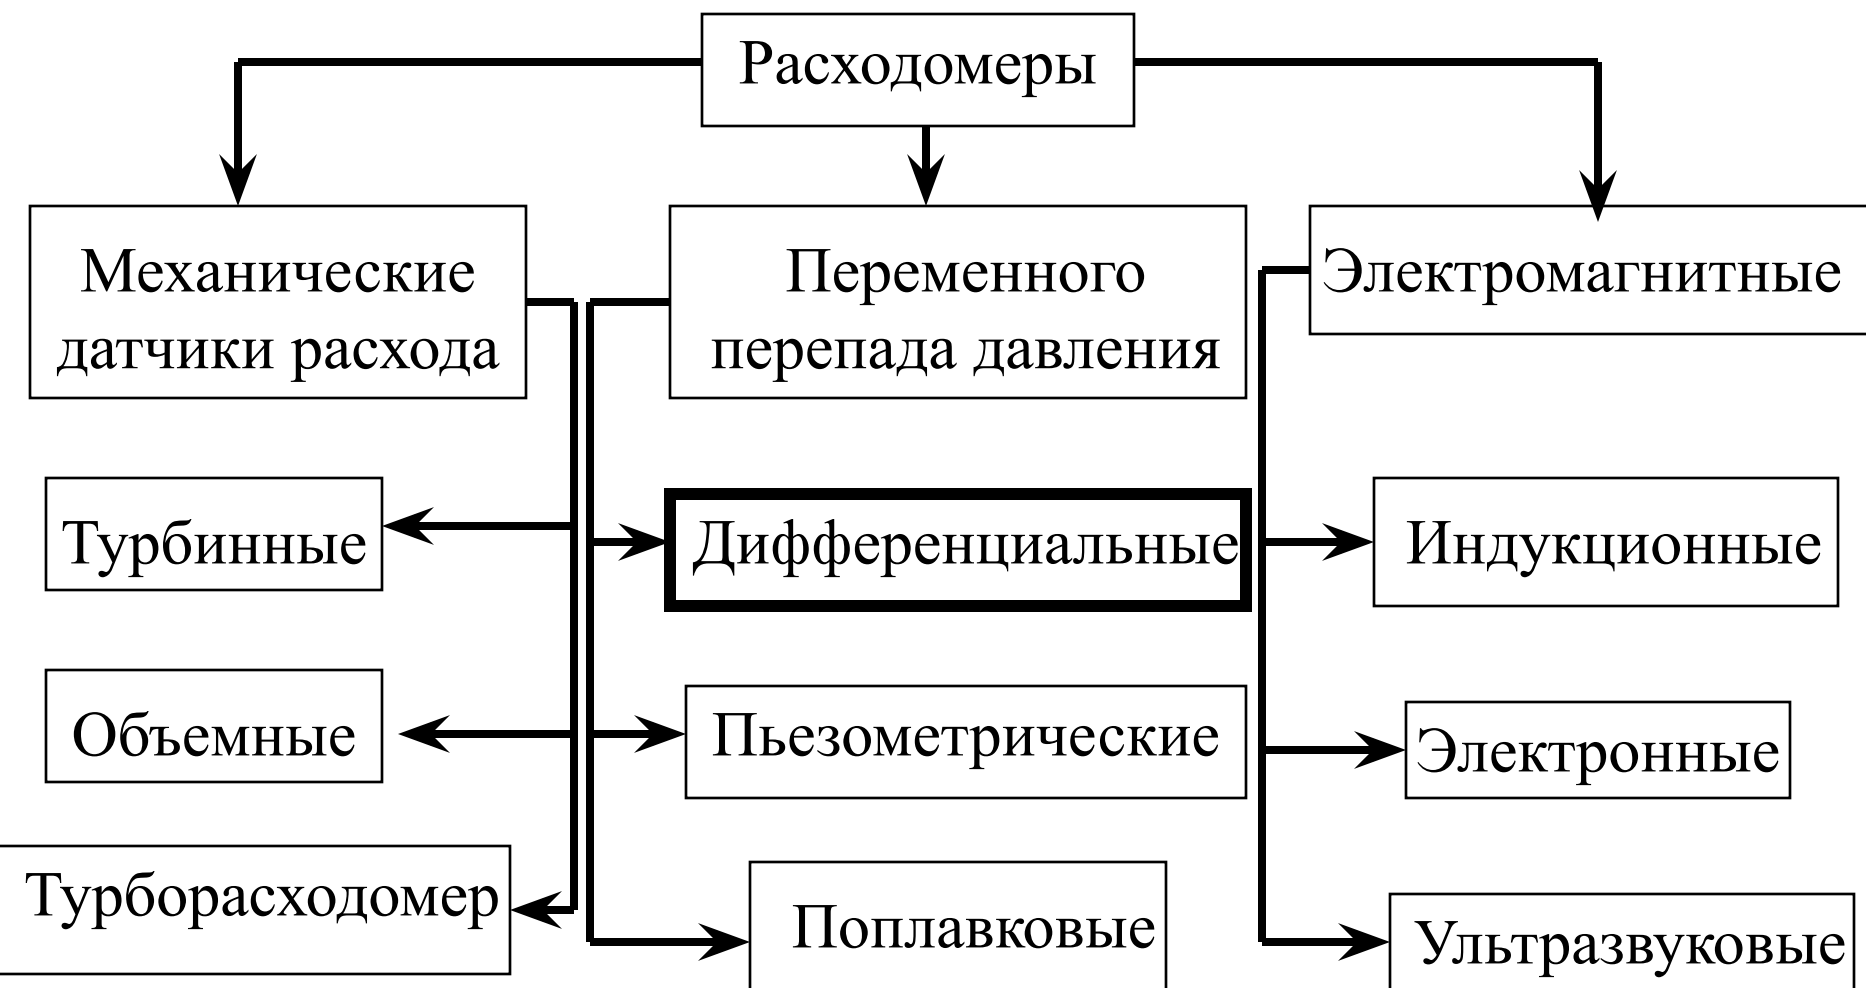 Расходомеры
Механические
датчики расхода
Переменного
перепада давления
Электромагнитные
Турбинные
Дифференциальные
Индукционные
Объемные
Пьезометрические
Электронные
Турборасходомер
Поплавковые
Ультразвуковые